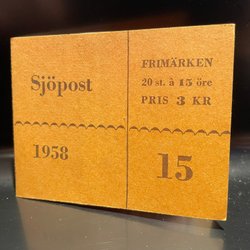 Sjöpost
1958
FRIMÄRKEN
20 st. à 15 öre
PRIS 3 KR
15